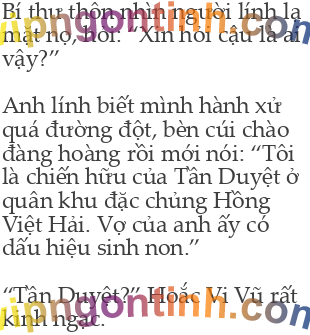 Bí thư thôn nhìn người lính lạ
mặt nọ, hỏi: “Xin hỏi cậu là ai
vậy?”
Anh lính biết mình hành xử
quá đường đột, bèn cúi chào
đàng hoàng rồi mới nói: “Tôi
là chiến hữu của Tần Duyệt ở
quân khu đặc chủng Hồng
Việt Hải. Vợ của anh ấy có
dấu hiệu sinh non.”
“Tần Duyệt?” Hoắc Vi Vũ rất
kinh ngạc.
vipngontinh.com
vipngontinh.com